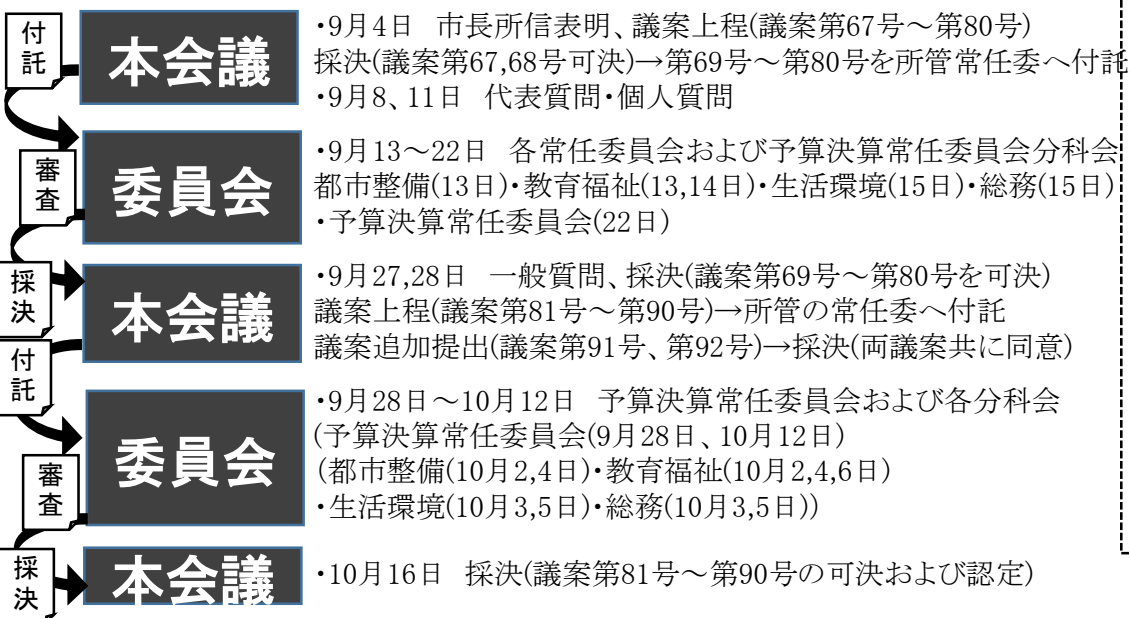 付託
本会議
・9月4日　市長所信表明、議案上程(議案第67号～第80号)
採決(議案第67,68号可決)→第69号～第80号を所管常任委へ付託
・9月8、11日　代表質問・個人質問
審査
委員会
・9月13～22日　各常任委員会および予算決算常任委員会分科会
都市整備(13日)・教育福祉(13,14日)・生活環境(15日)・総務(15日)
・予算決算常任委員会(22日)
採決
本会議
・9月27,28日　一般質問、採決(議案第69号～第80号を可決)
議案上程(議案第81号～第90号)→所管の常任委へ付託
議案追加提出(議案第91号、第92号)→採決(両議案共に同意)
付託
委員会
・9月28日～10月12日　予算決算常任委員会および各分科会
(予算決算常任委員会(9月28日、10月12日)
(都市整備(10月2,4日)・教育福祉(10月2,4,6日)
・生活環境(10月3,5日)・総務(10月3,5日))
審査
採決
本会議
・10月16日　採決(議案第81号～第90号の可決および認定)